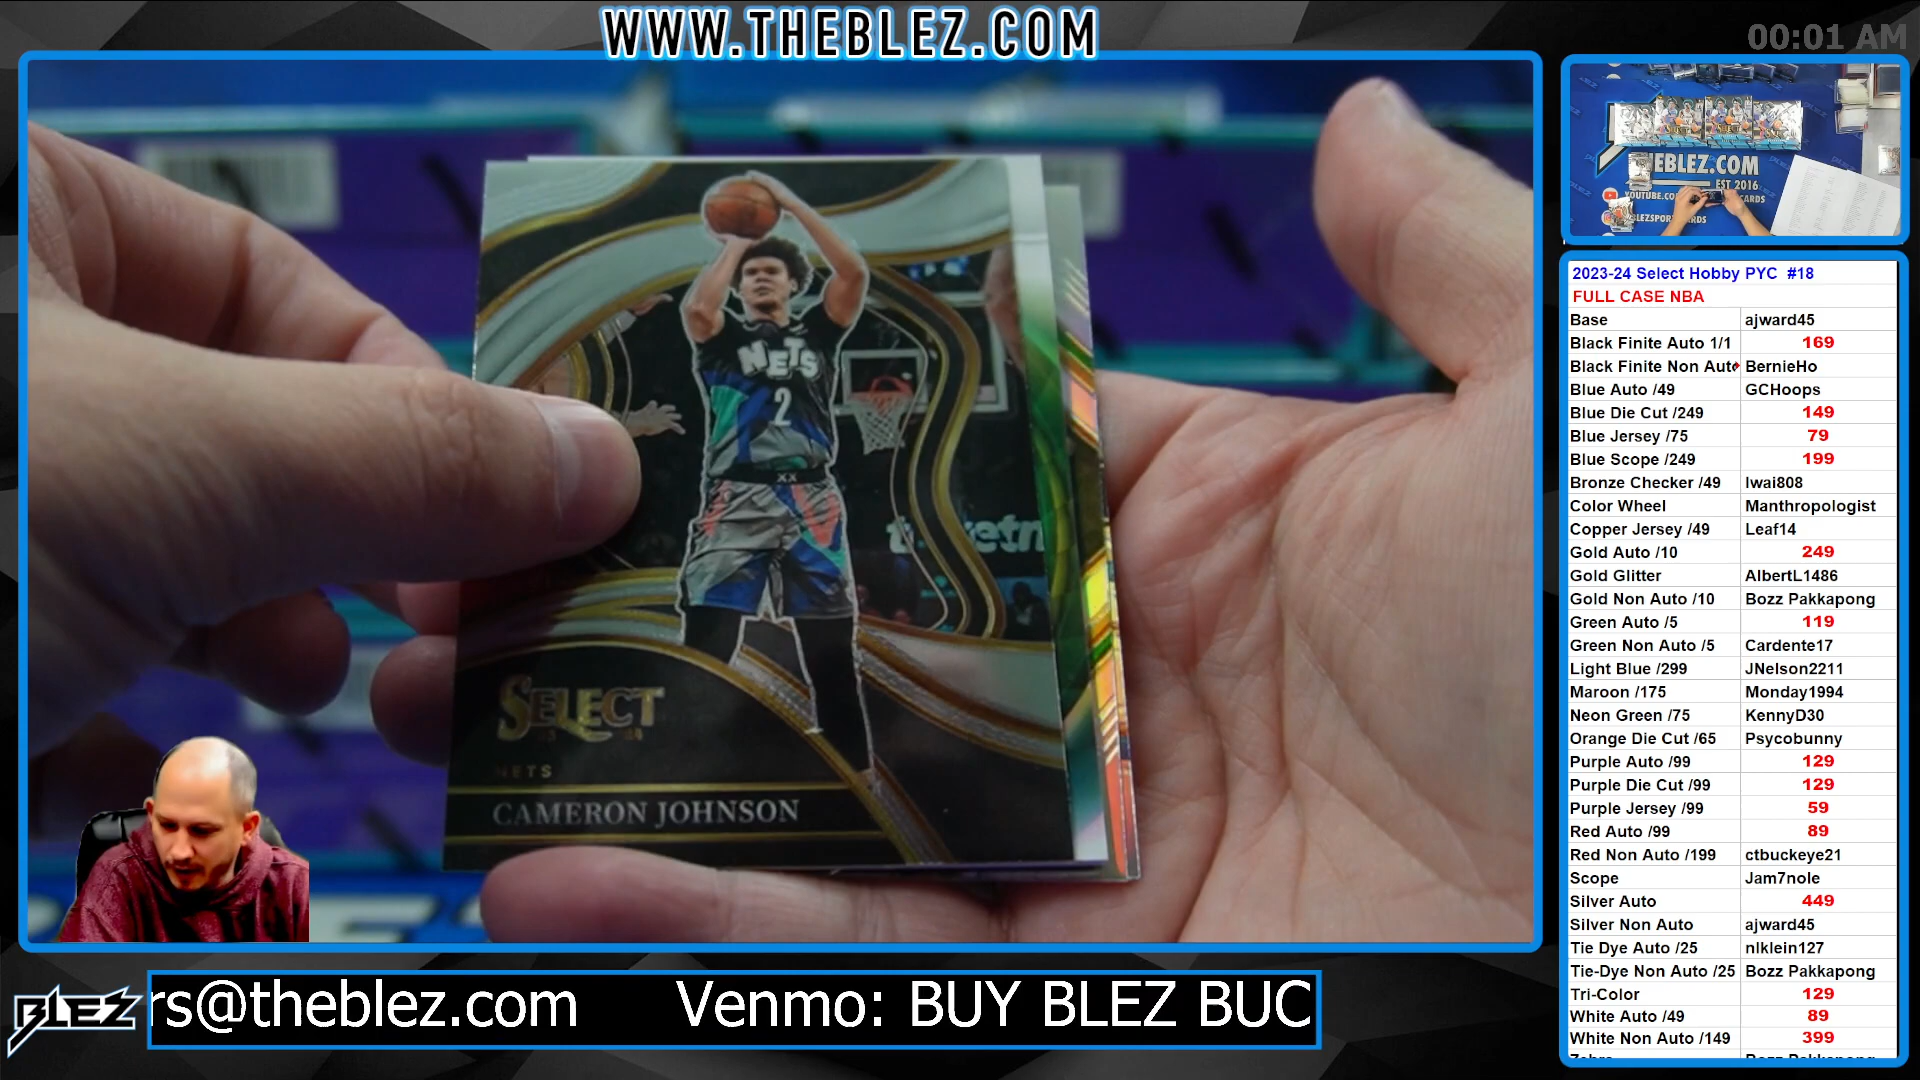 WWW.THEBLEZ.COM
00:01 AM
NETS
2
XX
SELECT
NETS
CAMERON JOHNSON
THEBLEZ.COM
EST 2016
2023-24 Select Hobby PYC #18
FULL CASE NBA
Base ajward45
Black Finite Auto 1/1 169
Black Finite Non Auto BernieHo
Blue Auto /49 GCHoops
Blue Die Cut /249 149
Blue Jersey /75 79
Blue Scope /249 199
Bronze Checker /49 Iwai808
Color Wheel Manthropologist
Copper Jersey /49 Leaf14
Gold Auto /10 249
Gold Glitter AlbertL1486
Gold Non Auto /10 Bozz Pakkapong
Green Auto /5 119
Green Non Auto /5 Cardente17
Light Blue /299 JNelson2211
Maroon /175 Monday1994
Neon Green /75 KennyD30
Orange Die Cut /65 Psycobunny
Purple Auto /99 129
Purple Die Cut /99 129
Purple Jersey /99 59
Red Auto /99 89
Red Non Auto /199 ctbuckeye21
Scope Jam7nole
Silver Auto 449
Silver Non Auto ajward45
Tie Dye Auto /25 nlklein127
Tie-Dye Non Auto /25 Bozz Pakkapong
Tri-Color 129
White Auto /49 89
White Non Auto /149 399
BLEZ
rs@theblez.com Venmo: BUY BLEZ BUC